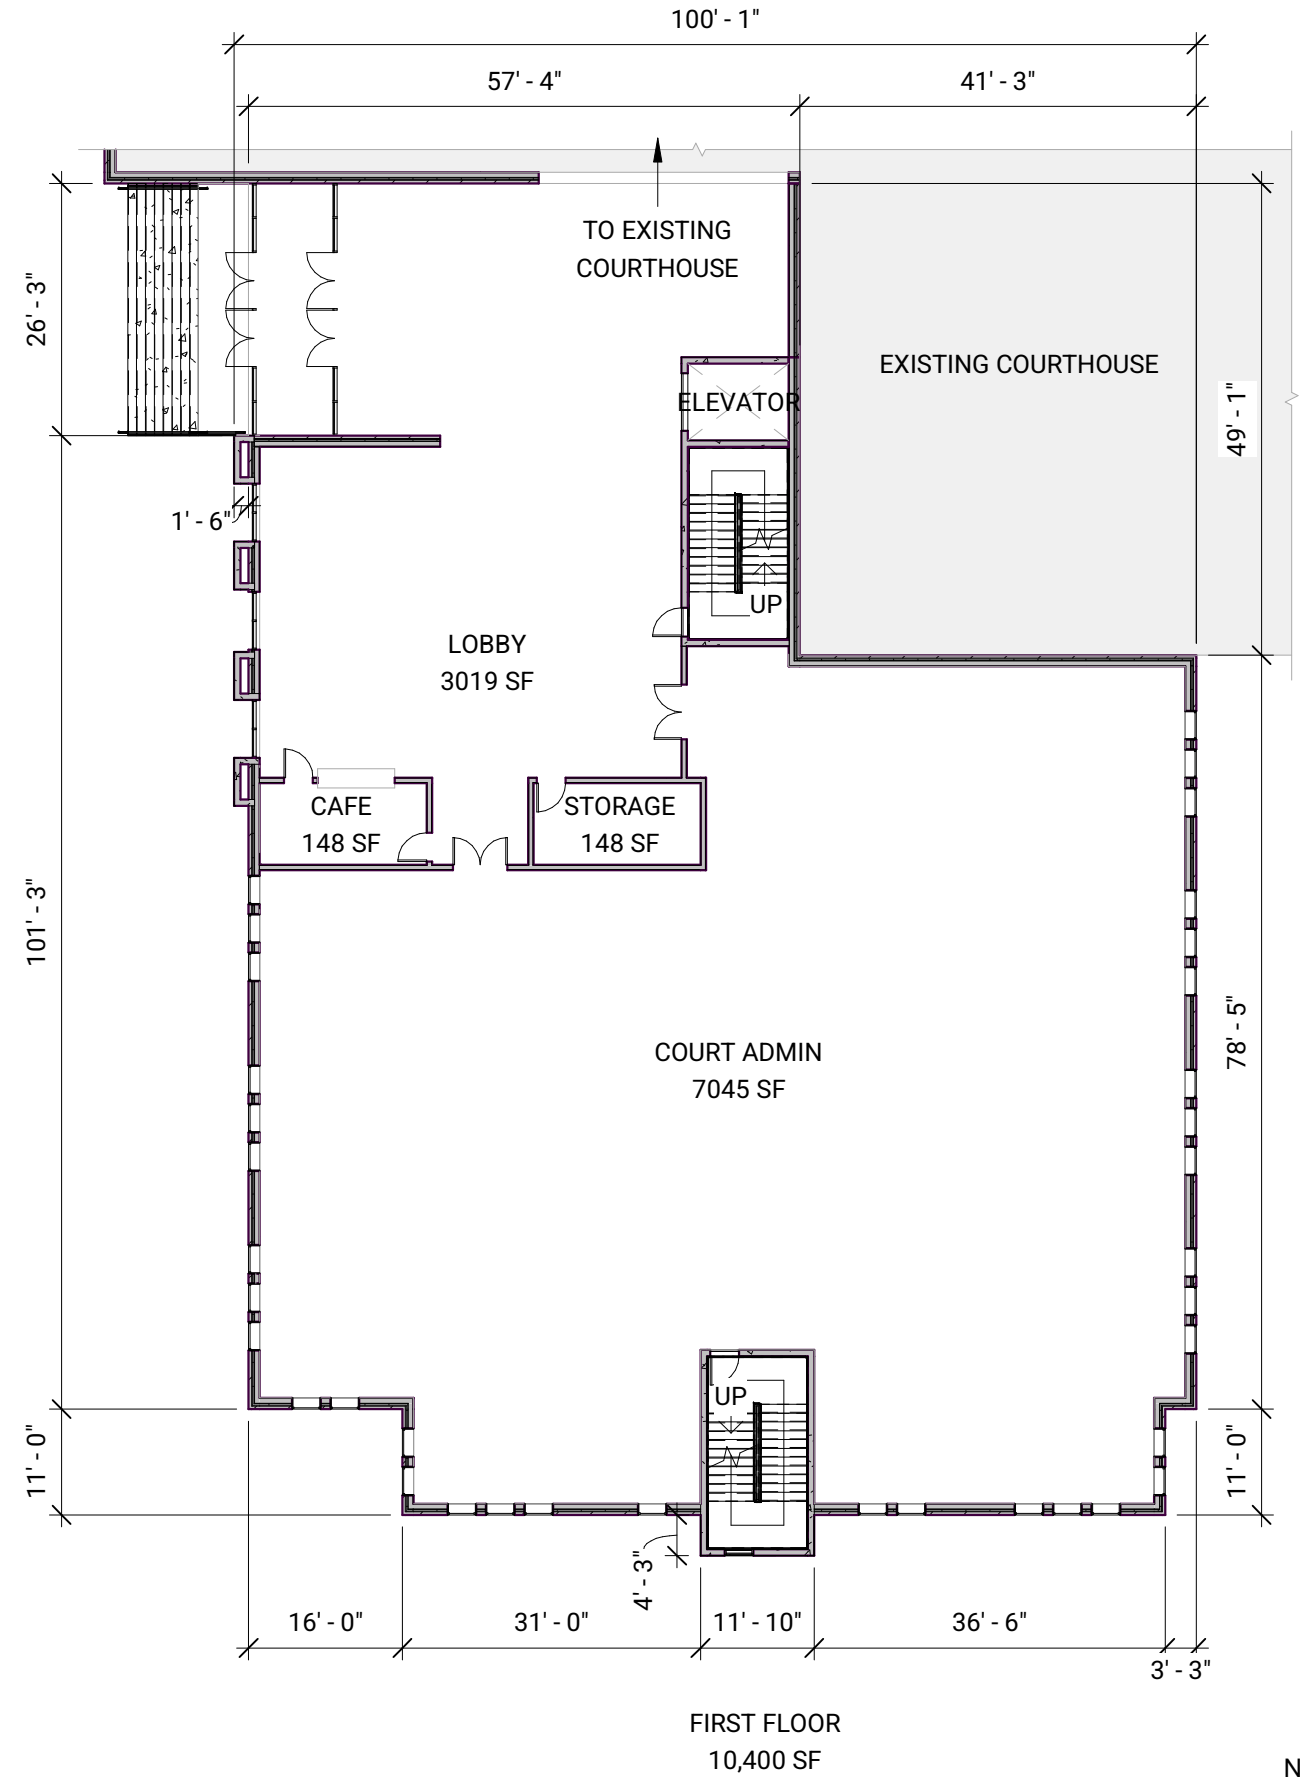 100' - 1"
57' - 4"
41' - 3"
TO EXISTING
COURTHOUSE
26' - 3"
EXISTING COURTHOUSE
ELEVATOR
49' - 1"
1' - 6"
UP
LOBBY
3019 SF
CAFE
148 SF
STORAGE
148 SF
101' - 3"
COURT ADMIN
7045 SF
78' - 5"
UP
11' - 0"
11' - 0"
4' - 3"
16' - 0"
31' - 0"
11' - 10"
36' - 6"
3' - 3"
FIRST FLOOR
10,400 SF
N